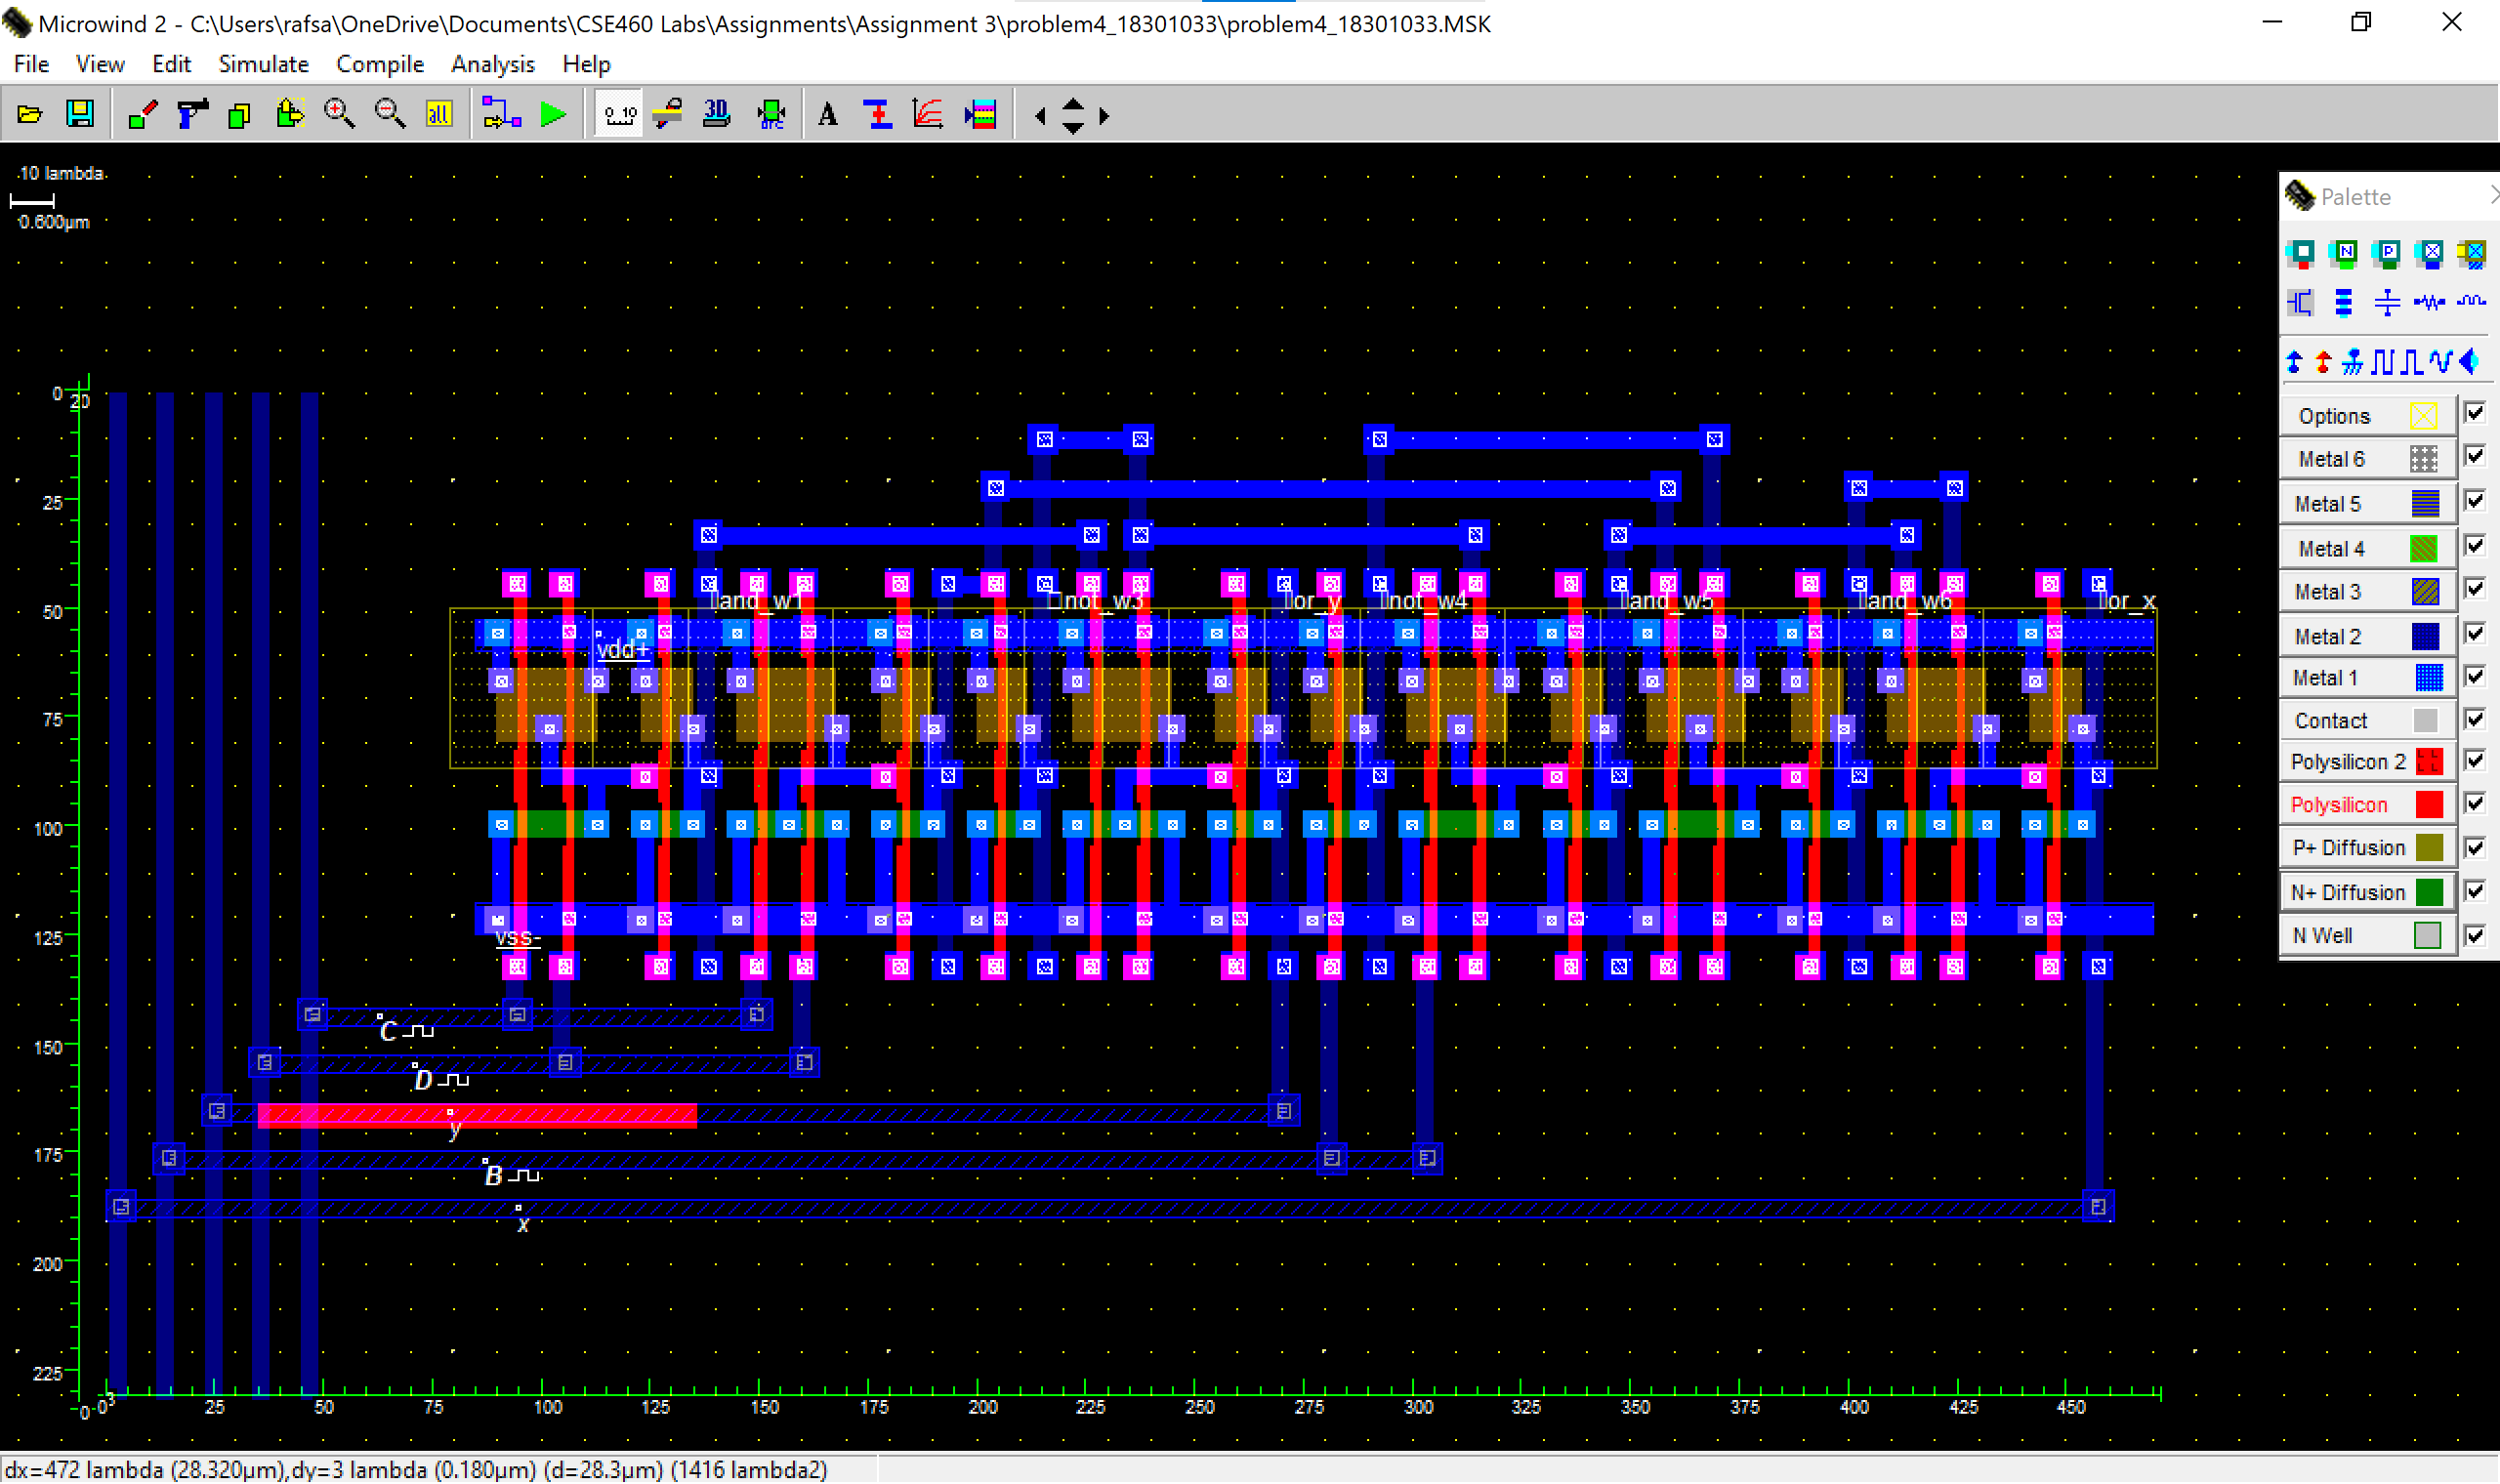 Microwind 2 - C:\Users\rafsa\OneDrive\Documents\CSE460 Labs\Assignments\Assignment 3\problem4_18301033\problem4_18301033.MSK
File View Edit Simulate Compile Analysis Help
all 0..10 3D DRC A
10 lambda
0.600µm
Palette
N P
Options
Metal 6
Metal 5
Metal 4
Metal 3
Metal 2
Metal 1
Contact
Polysilicon 2
Polysilicon
P+ Diffusion
N+ Diffusion
N Well
0
20
25
50
75
100
125
150
175
200
225
and_w1 not_w3 or_y not_w4 and_w5 and_w6 or_x
vdd+
vss-
C
D
y
B
x
25 50 75 100 125 150 175 200 225 250 275 300 325 350 375 400 425 450
dx=472 lambda (28.320µm),dy=3 lambda (0.180µm) (d=28.3µm) (1416 lambda2)